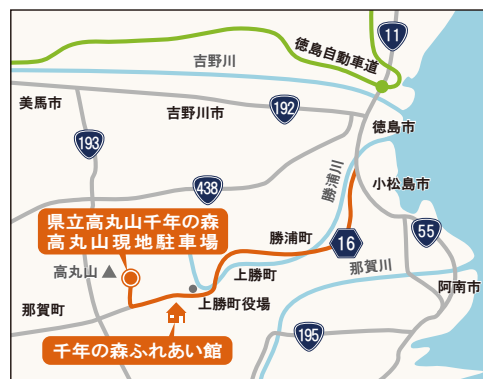 11
徳島自動車道
吉野川
美馬市
192
吉野川市
徳島市
193
勝浦川
438
小松島市
県立高丸山千年の森
高丸山現地駐車場
勝浦町
16
55
高丸山
上勝町
那賀川
阿南市
那賀町
上勝町役場
195
千年の森ふれあい館